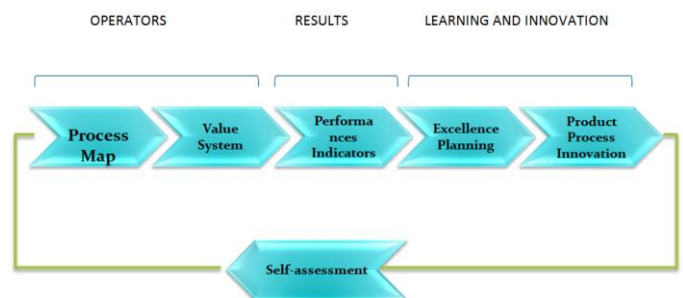 OPERATORS
RESULTS
LEARNING AND INNOVATION
Process
Map
Value
System
Performa
nces
Indicators
Excellence
Planning
Product
Process
Innovation
Self-assessment